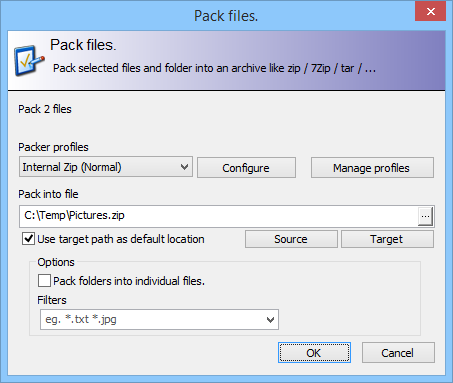 Pack files.
Pack files.
Pack selected files and folder into an archive like zip / 7Zip / tar / ...
Pack 2 files
Packer profiles
Internal Zip (Normal)
Configure
Manage profiles
Pack into file
C:\Temp\Pictures.zip
...
Use target path as default location
Source
Target
Options
Pack folders into individual files.
Filters
eg. *.txt *.jpg
OK
Cancel